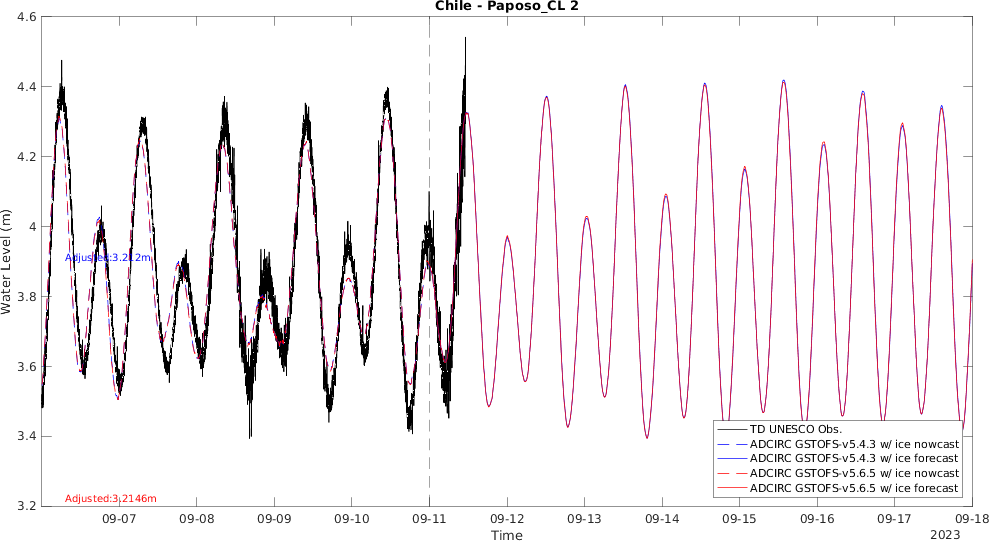 Chile - Paposo_CL 2
4.6
4.4
4.2
4
3.8
3.6
3.4
3.2
Water Level (m)
Adjusted:3.212m
Adjusted:3.2146m
TD UNESCO Obs.
ADCIRC GSTOFS-v5.4.3 w/ ice nowcast
ADCIRC GSTOFS-v5.4.3 w/ ice forecast
ADCIRC GSTOFS-v5.6.5 w/ ice nowcast
ADCIRC GSTOFS-v5.6.5 w/ ice forecast
09-07 09-08 09-09 09-10 09-11 09-12 09-13 09-14 09-15 09-16 09-17 09-18
Time
2023